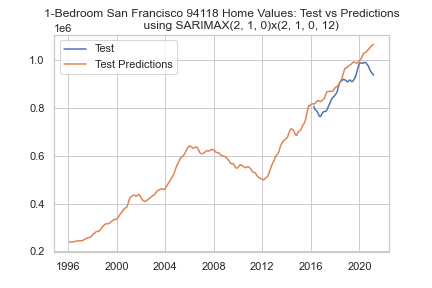 1-Bedroom San Francisco 94118 Home Values: Test vs Predictions
using SARIMAX(2, 1, 0)x(2, 1, 0, 12)
1e6
Test
Test Predictions
1.0
0.8
0.6
0.4
0.2
1996
2000
2004
2008
2012
2016
2020